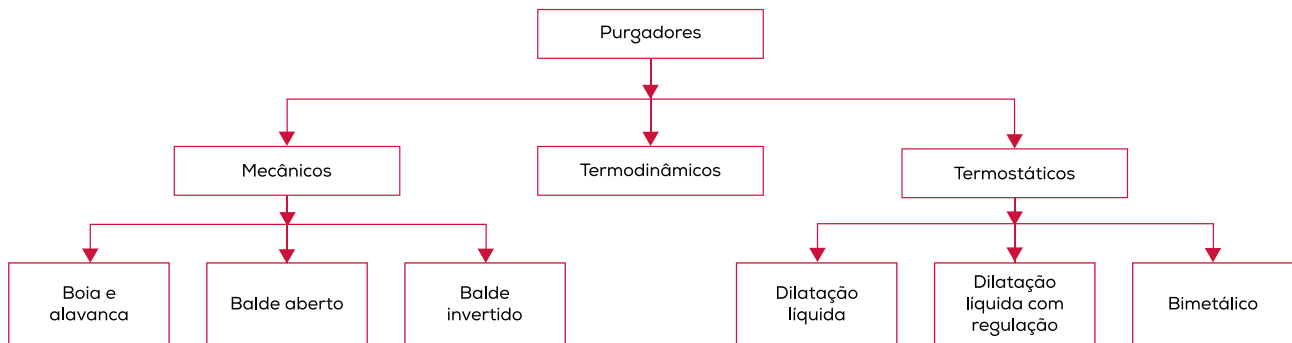 Purgadores
Mecânicos
Termodinâmicos
Termostáticos
Boia e
alavanca
Balde aberto
Balde
invertido
Dilatação
líquida
Dilatação
líquida com
regulação
Bimetálico